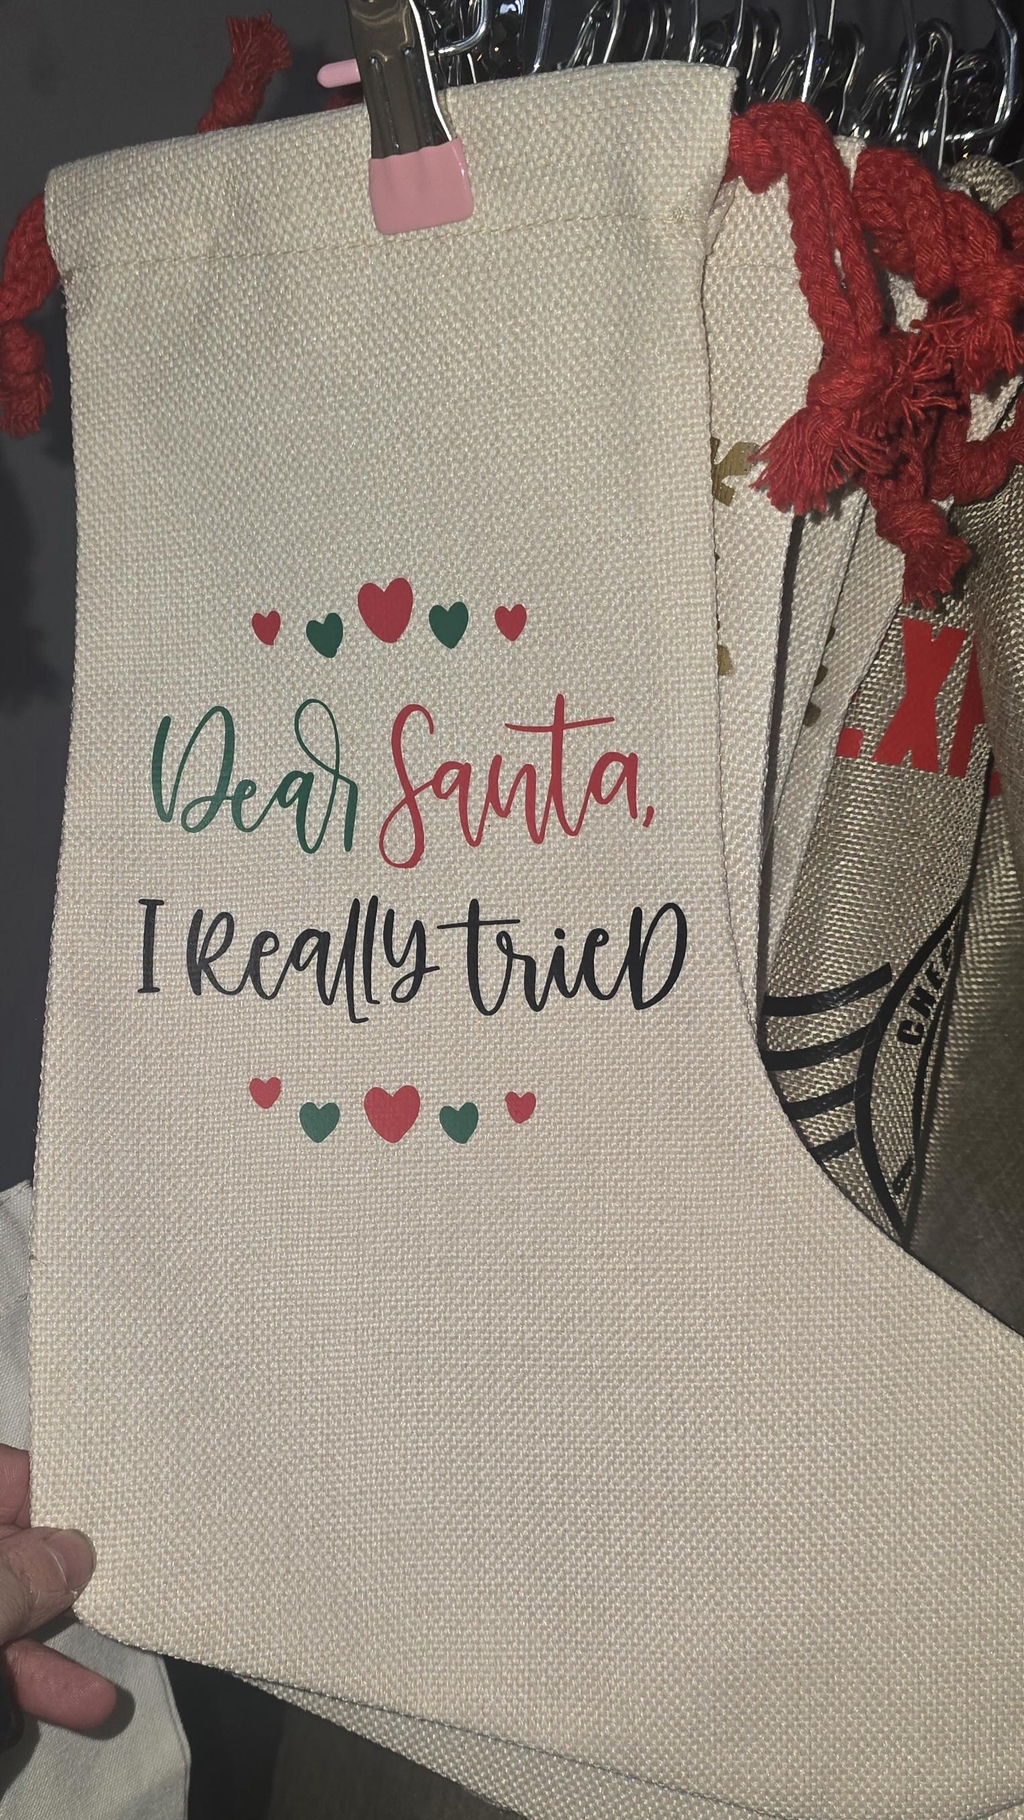 Dear Santa,
I Really trieD